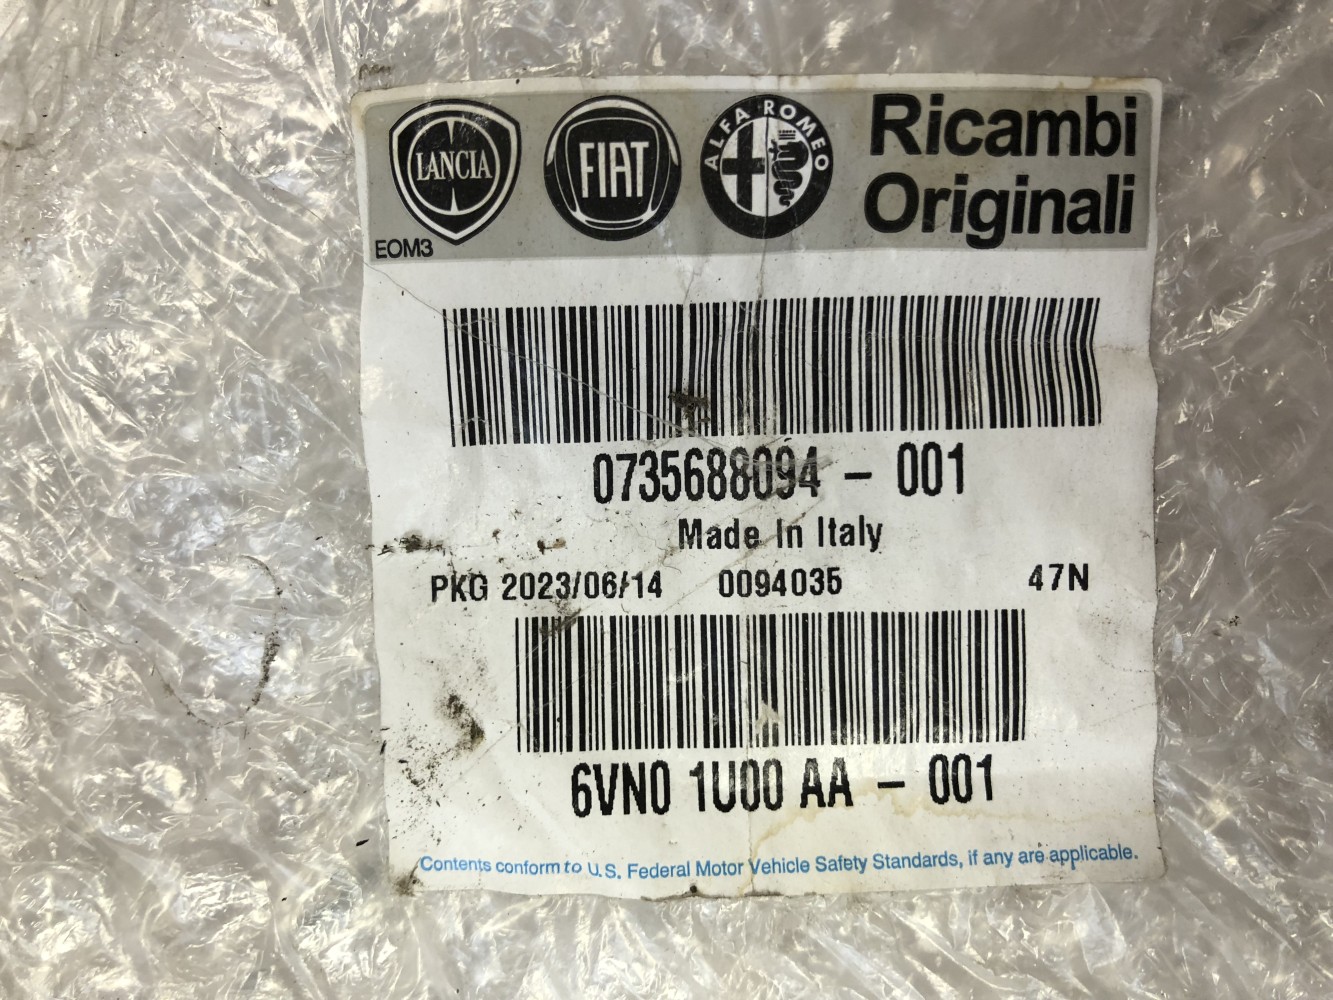 LANCIA
FIAT
ALFA ROMEO
Ricambi
Originali
EOM3
0735688094 - 001
Made In Italy
PKG 2023/06/14 0094035 47N
6VN0 1U00 AA - 001
Contents conform to U.S. Federal Motor Vehicle Safety Standards, if any are applicable.